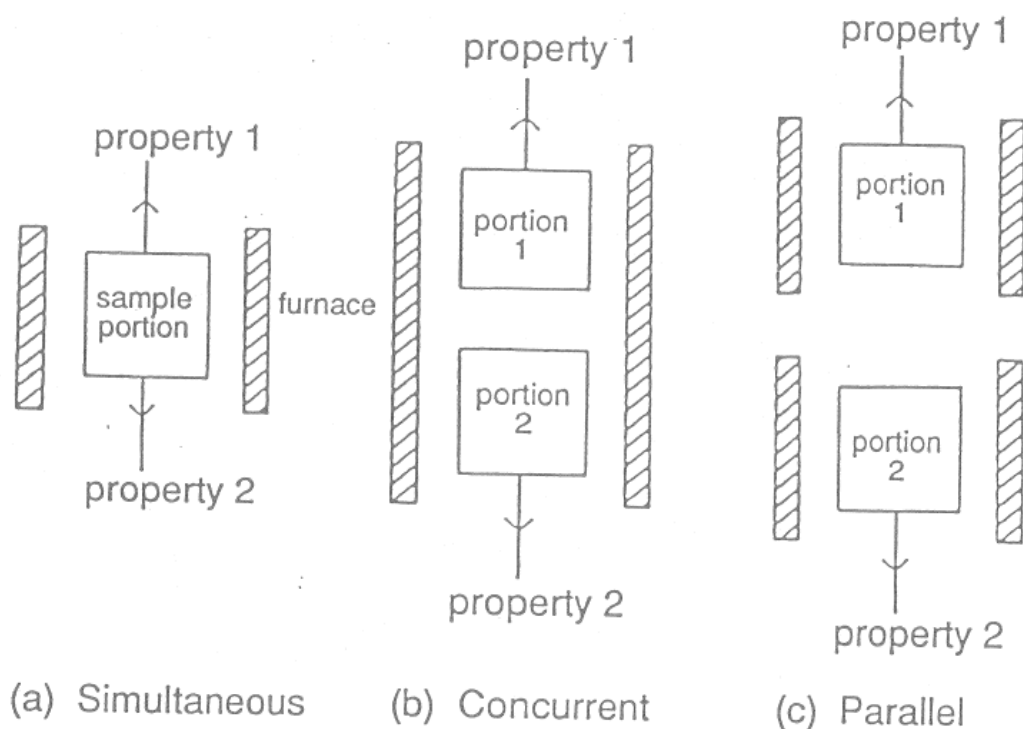 property 1
sample
portion
property 2
furnace
property 1
portion
1
portion
2
property 2
property 1
portion
1
portion
2
property 2
(a) Simultaneous
(b) Concurrent
(c) Parallel